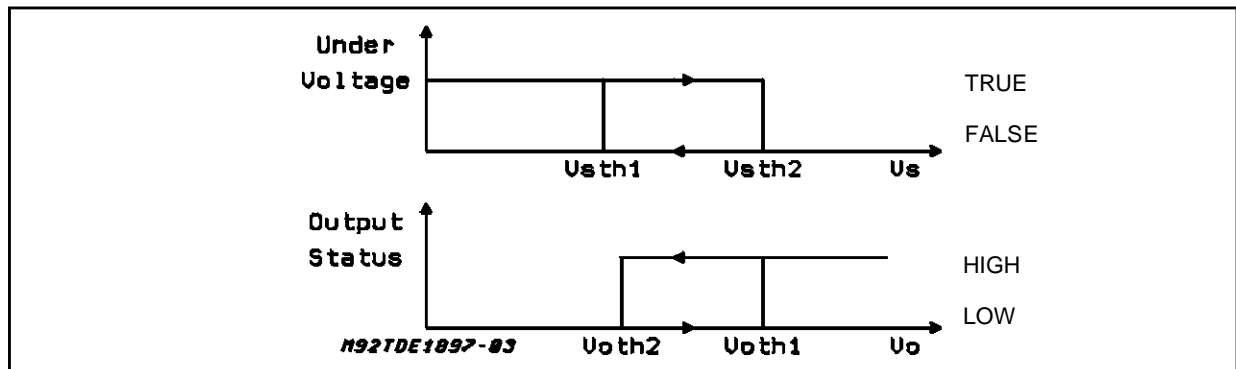 Under
Voltage
TRUE
FALSE
Vsth1 Vsth2 Vs
Output
Status
HIGH
LOW
M92TDE1897-03 Voth2 Voth1 Vo